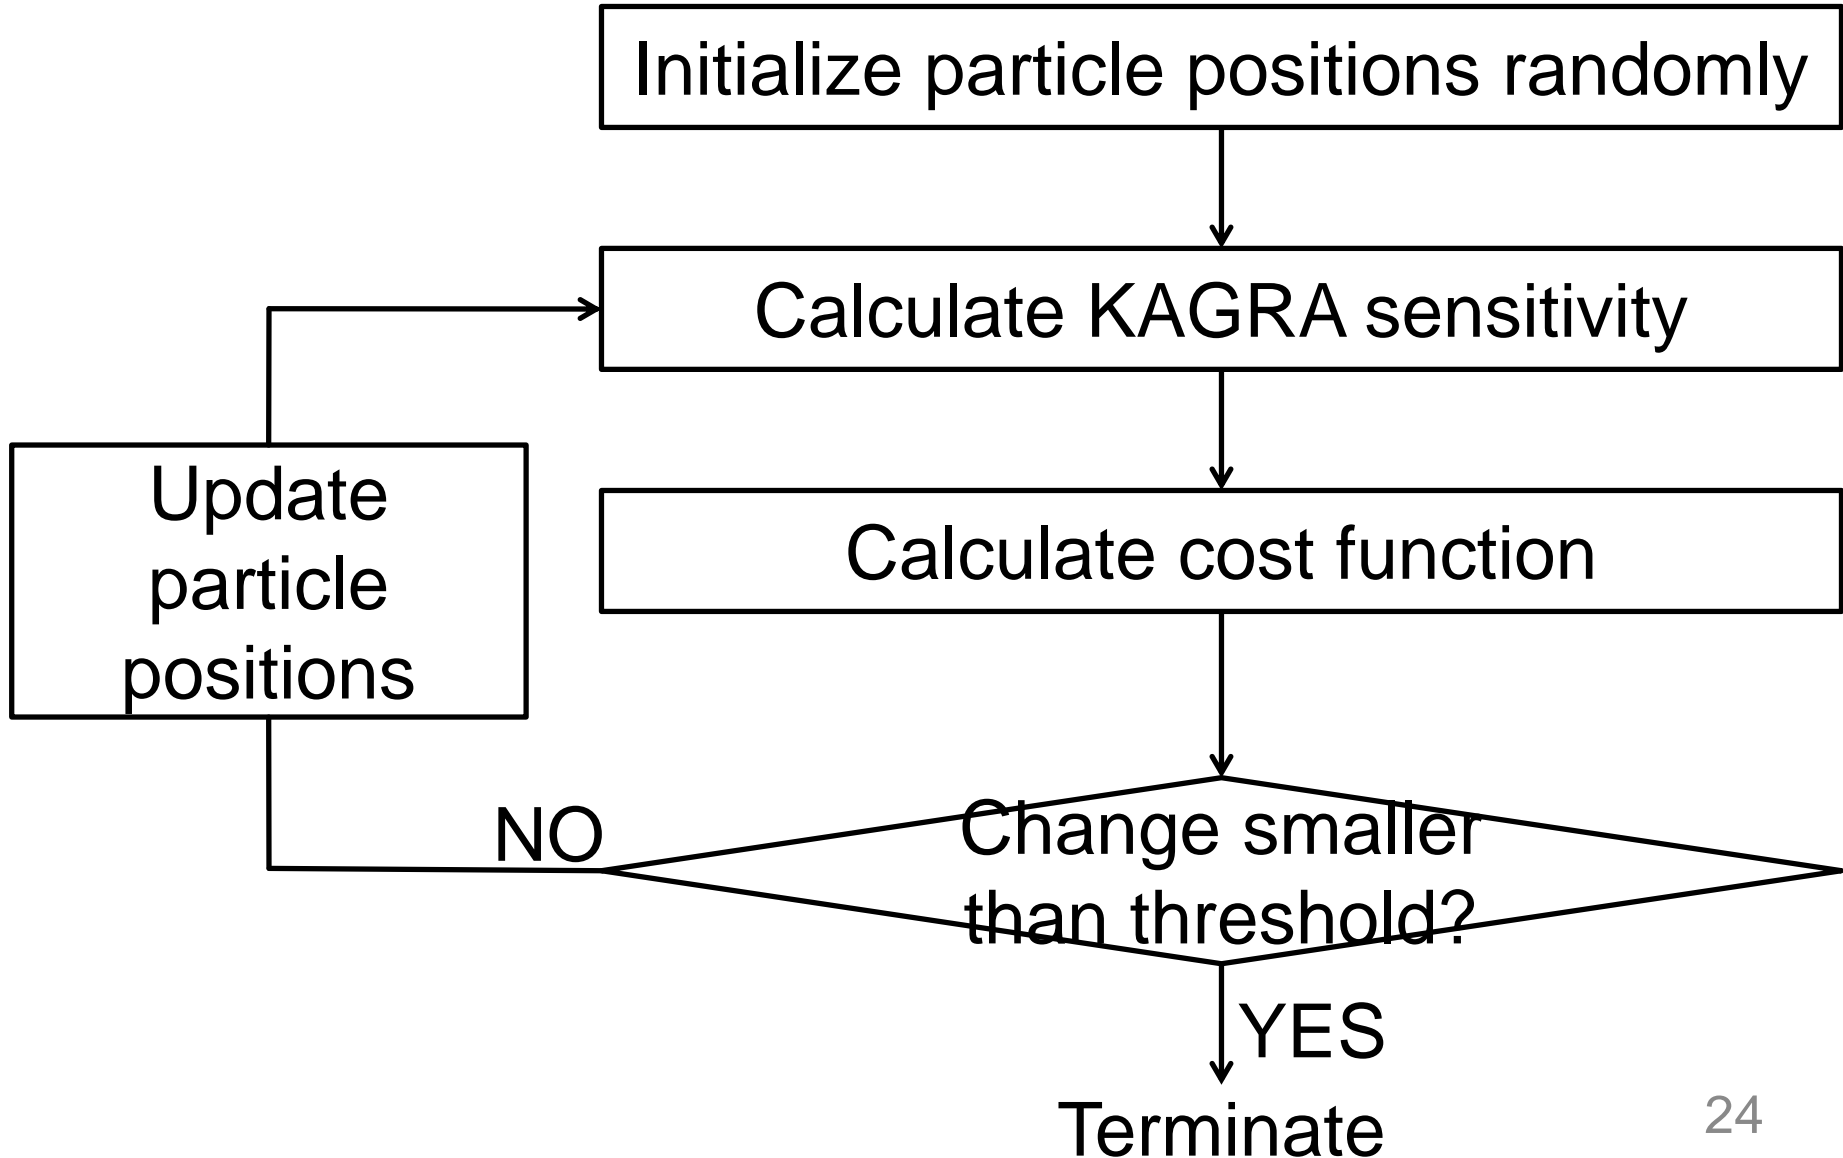 Initialize particle positions randomly
Calculate KAGRA sensitivity
Update
particle
positions
Calculate cost function
NO
Change smaller
than threshold?
YES
Terminate
24